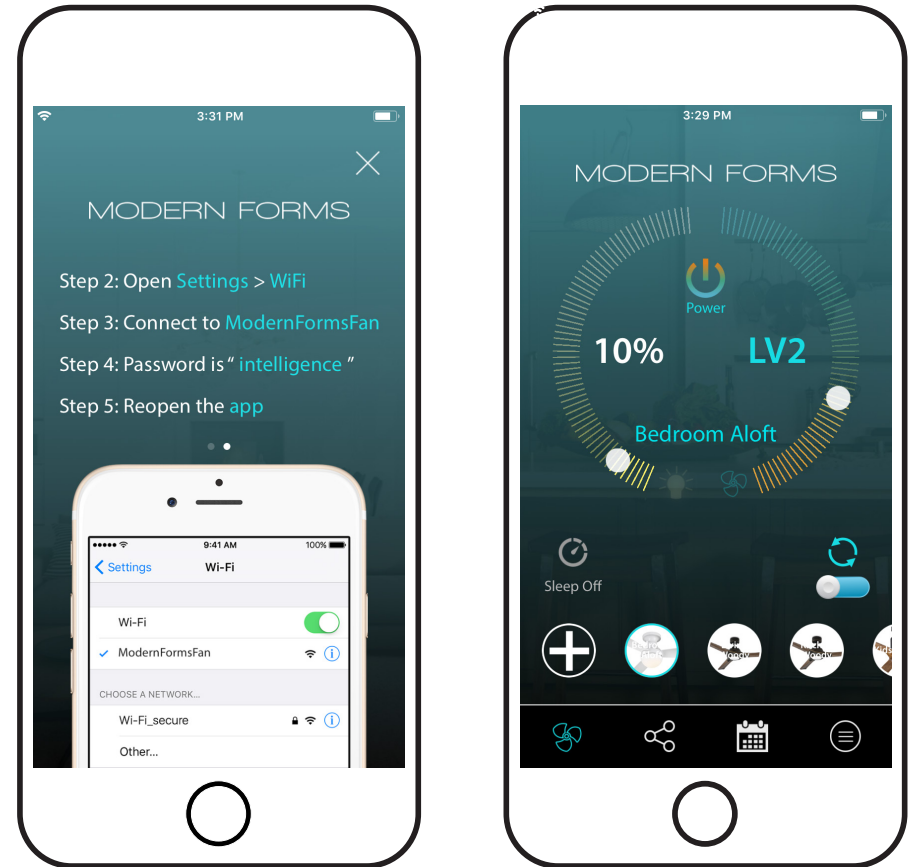 3:31 PM
MODERN FORMS
Step 2: Open Settings > WiFi
Step 3: Connect to ModernFormsFan
Step 4: Password is “ intelligence ”
Step 5: Reopen the app
9:41 AM
100%
Settings
Wi-Fi
Wi-Fi
ModernFormsFan
CHOOSE A NETWORK...
Wi-Fi_secure
Other...
3:29 PM
MODERN FORMS
Power
10%
LV2
Bedroom Aloft
Sleep Off